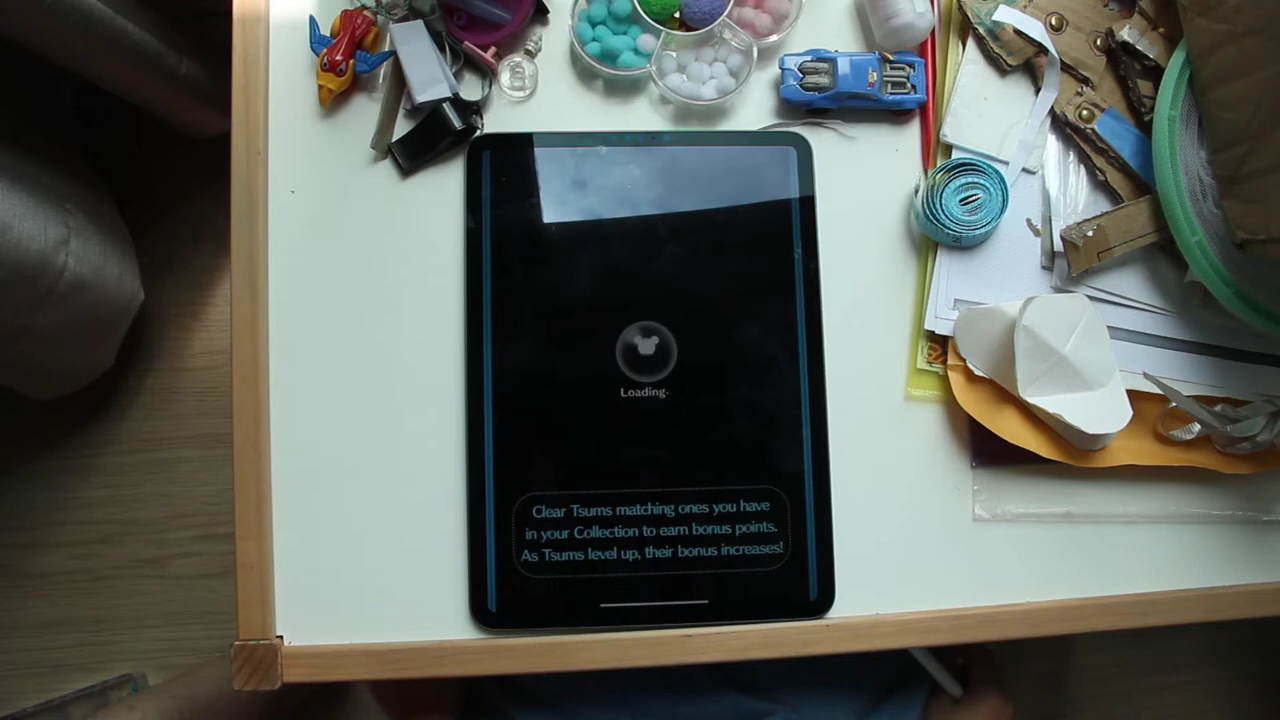 Loading-
Clear Tsums matching ones you have
in your Collection to earn bonus points.
As Tsums level up, their bonus increases!